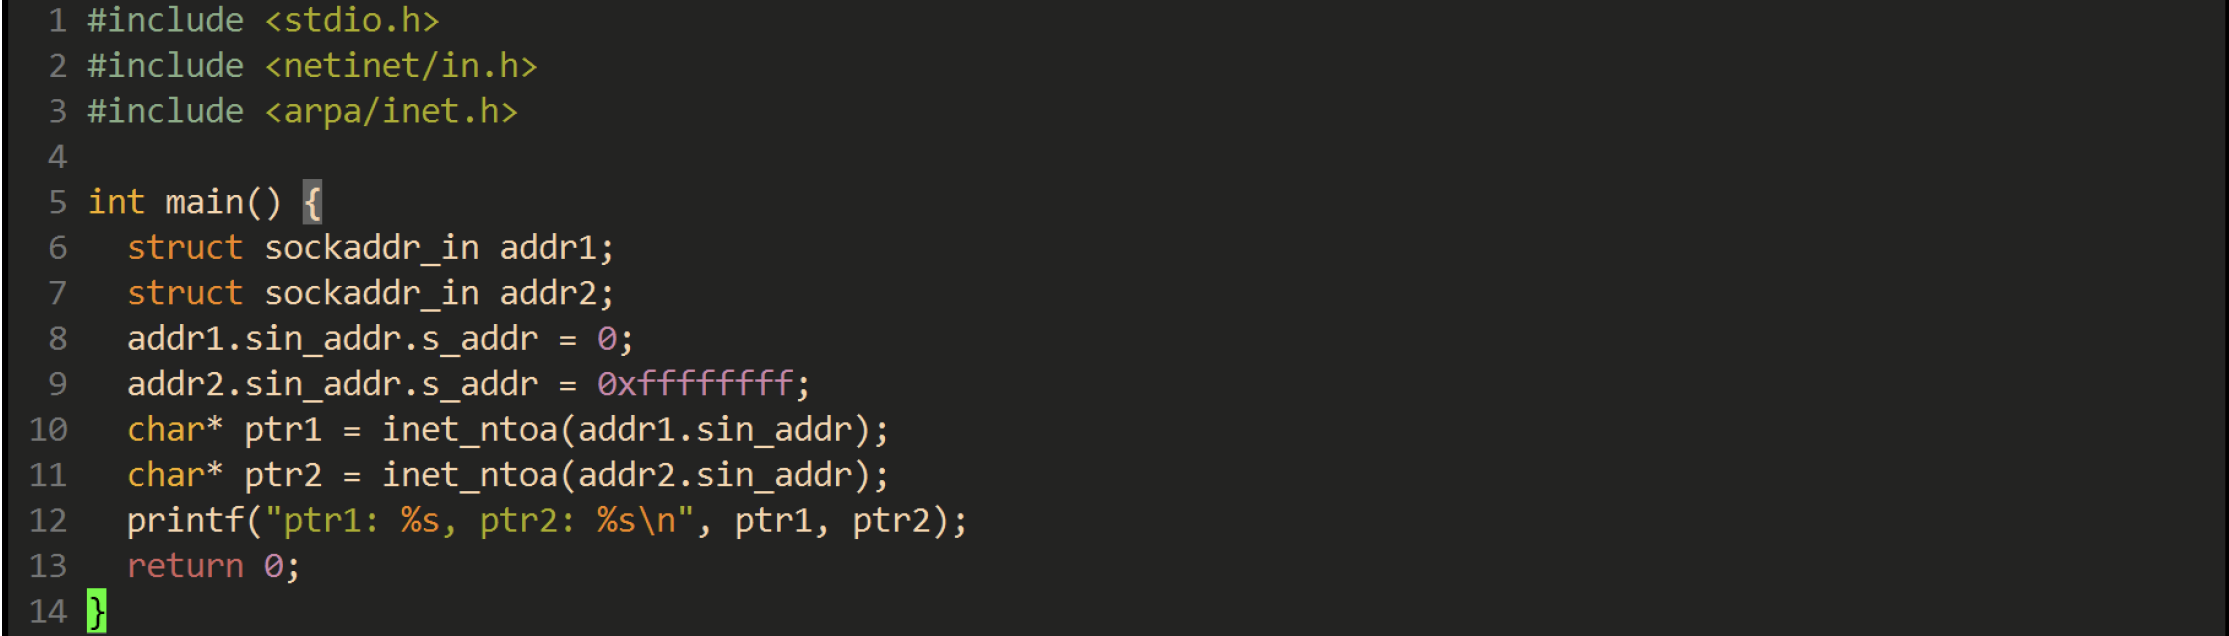 1 #include <stdio.h>
2 #include <netinet/in.h>
3 #include <arpa/inet.h>
4
5 int main() {
6   struct sockaddr_in addr1;
7   struct sockaddr_in addr2;
8   addr1.sin_addr.s_addr = 0;
9   addr2.sin_addr.s_addr = 0xffffffff;
10   char* ptr1 = inet_ntoa(addr1.sin_addr);
11   char* ptr2 = inet_ntoa(addr2.sin_addr);
12   printf("ptr1: %s, ptr2: %s\n", ptr1, ptr2);
13   return 0;
14 }